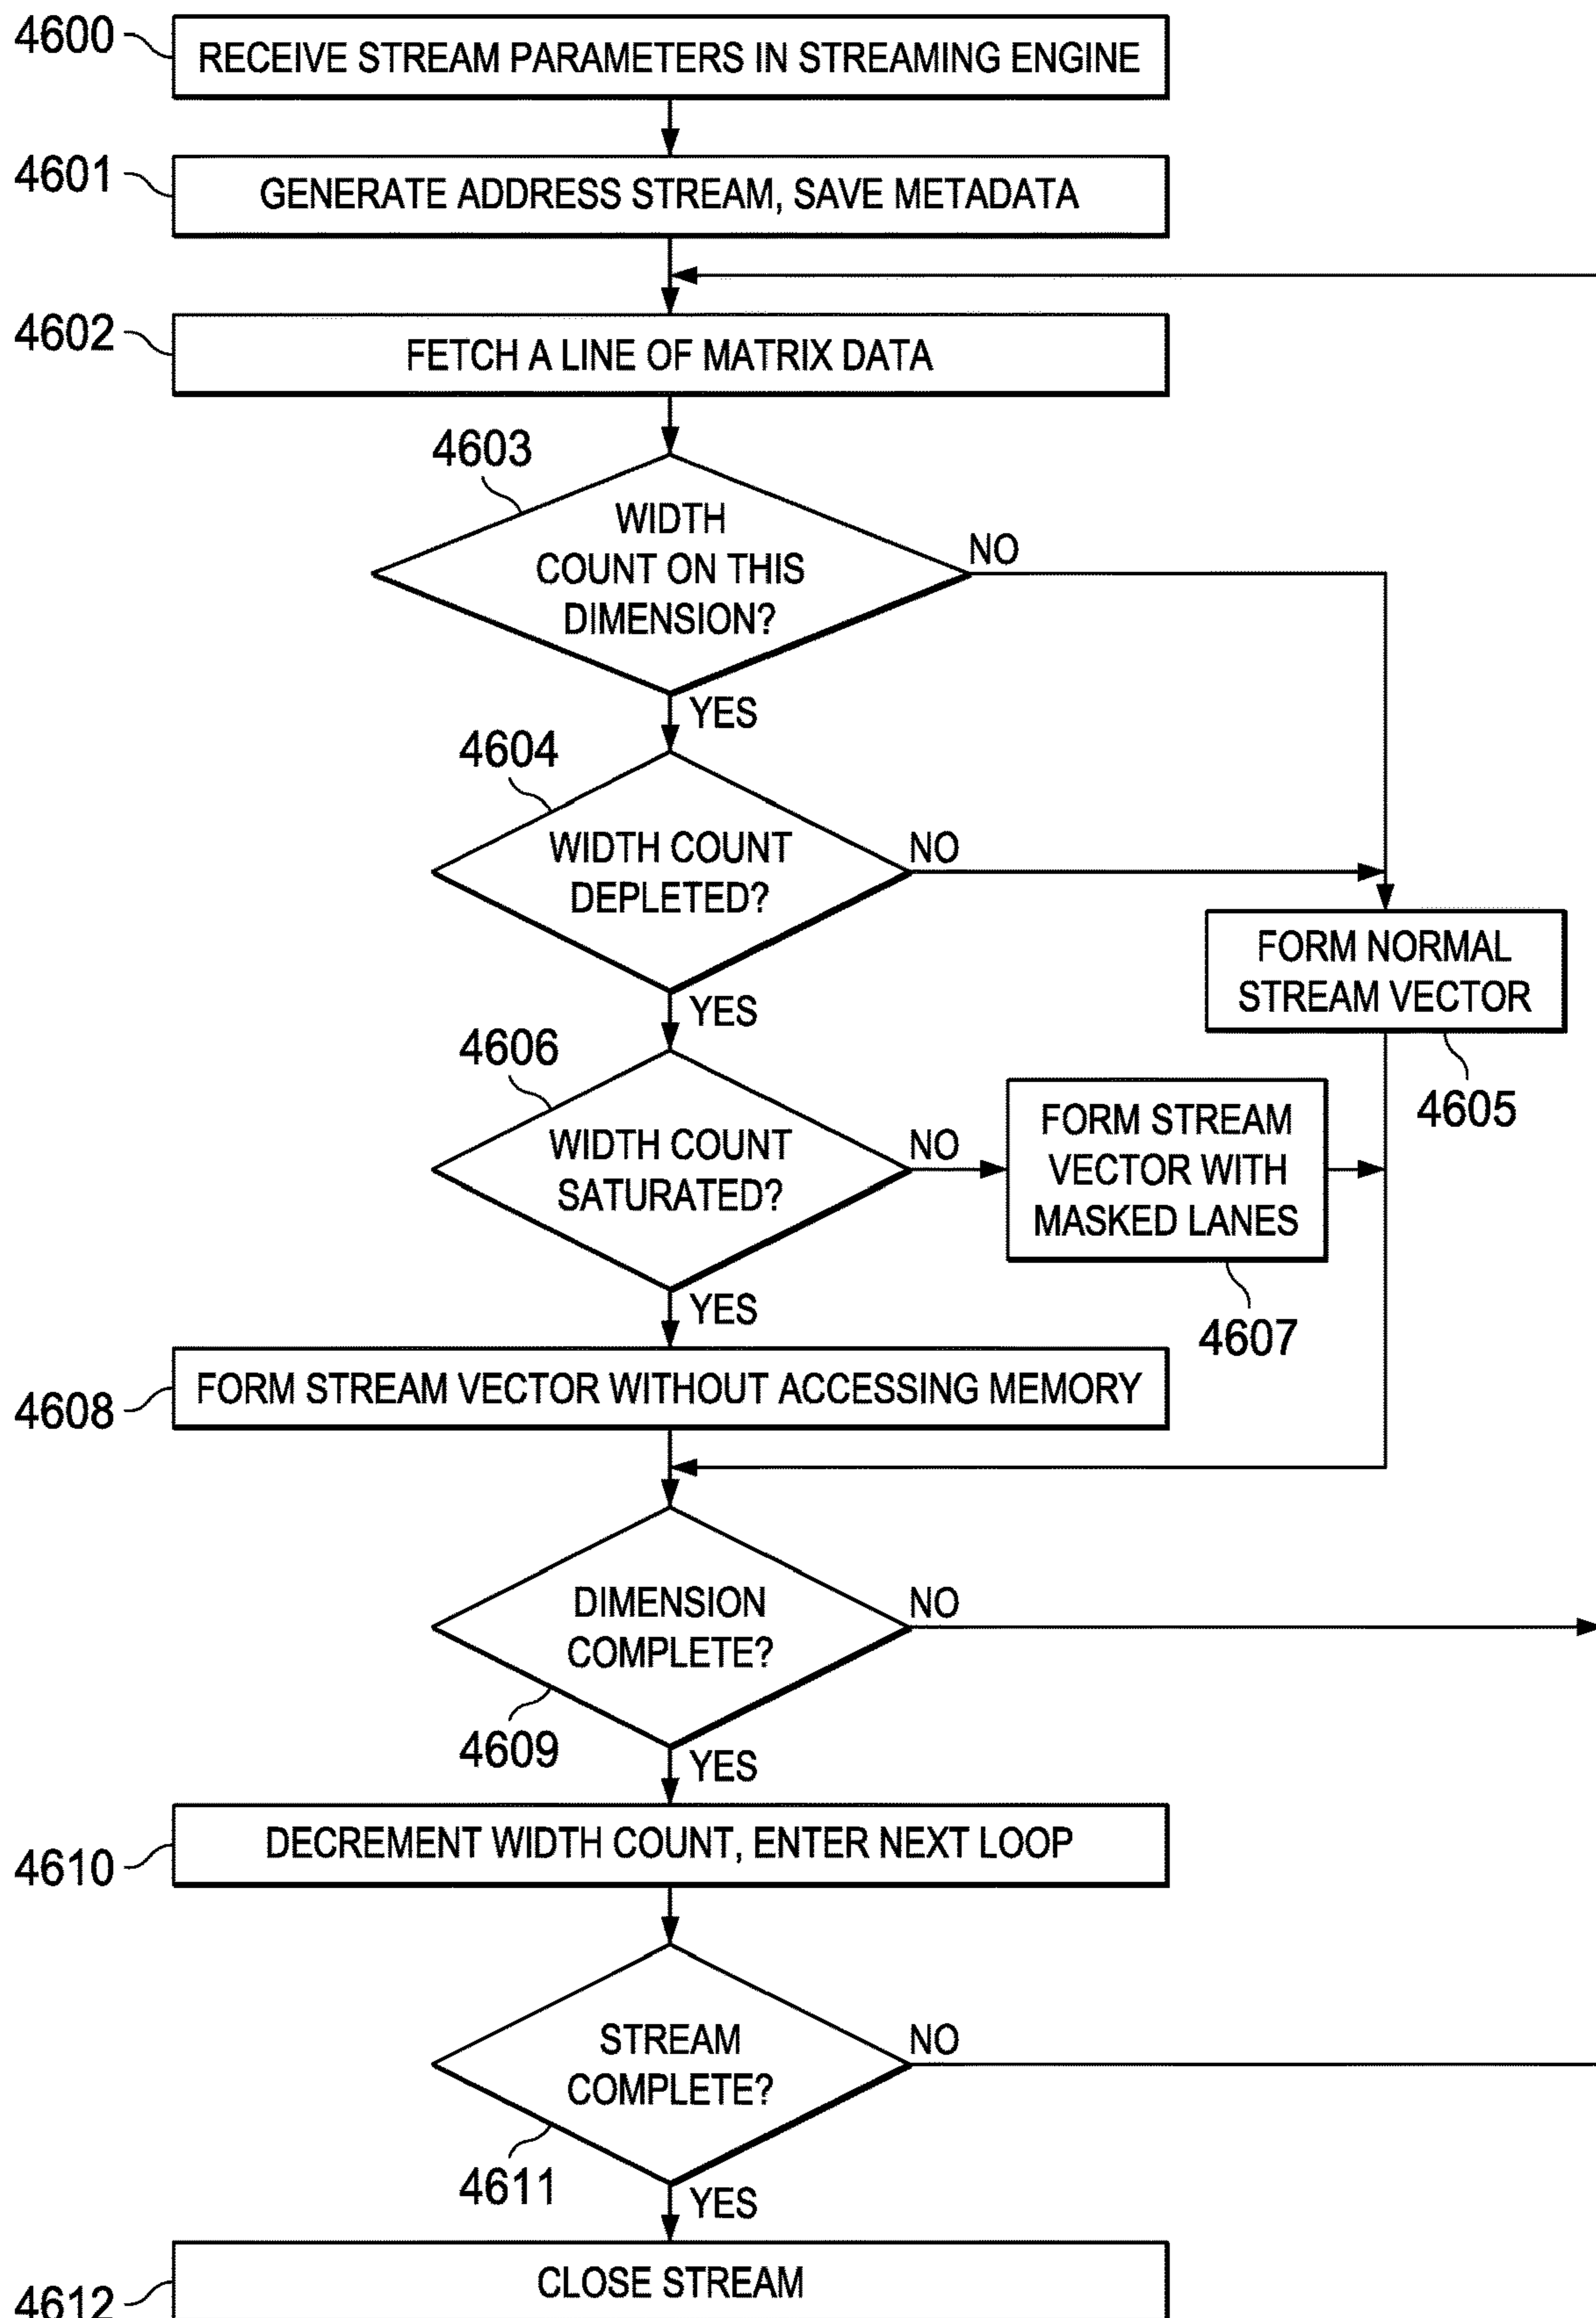 4600
RECEIVE STREAM PARAMETERS IN STREAMING ENGINE
4601
GENERATE ADDRESS STREAM, SAVE METADATA
4602
FETCH A LINE OF MATRIX DATA
4603
WIDTH
COUNT ON THIS
DIMENSION?
NO
YES
4604
WIDTH COUNT
DEPLETED?
NO
YES
FORM NORMAL
STREAM VECTOR
4605
4606
WIDTH COUNT
SATURATED?
NO
YES
FORM STREAM
VECTOR WITH
MASKED LANES
4607
4608
FORM STREAM VECTOR WITHOUT ACCESSING MEMORY
DIMENSION
COMPLETE?
NO
4609
YES
4610
DECREMENT WIDTH COUNT, ENTER NEXT LOOP
STREAM
COMPLETE?
NO
4611
YES
4612
CLOSE STREAM